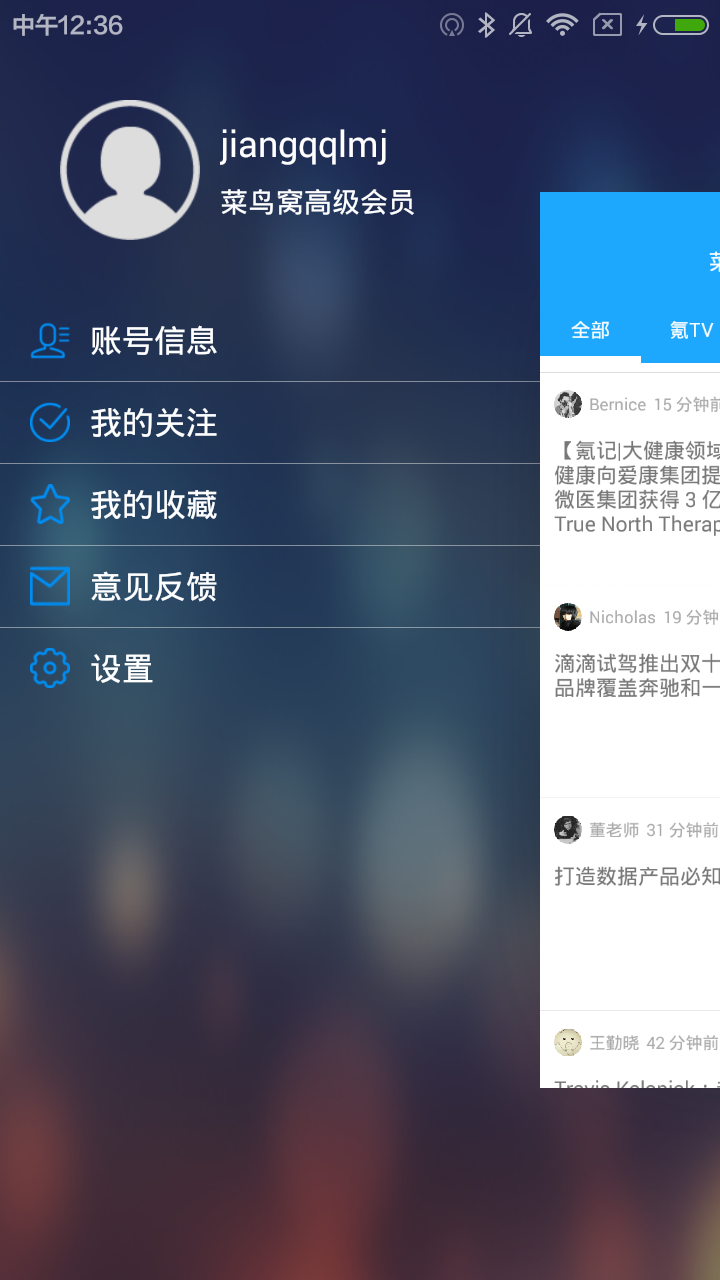 中午12:36
jiangqqlmj
菜鸟窝高级会员
账号信息
我的关注
我的收藏
意见反馈
设置
全部
氪TV
Bernice 15 分钟前
【氪记|大健康领域
健康向爱康集团提
微医集团获得 3 亿
True North Therap
Nicholas 19 分钟
滴滴试驾推出双十
品牌覆盖奔驰和一
董老师 31 分钟前
打造数据产品必知
王勤晓 42 分钟前